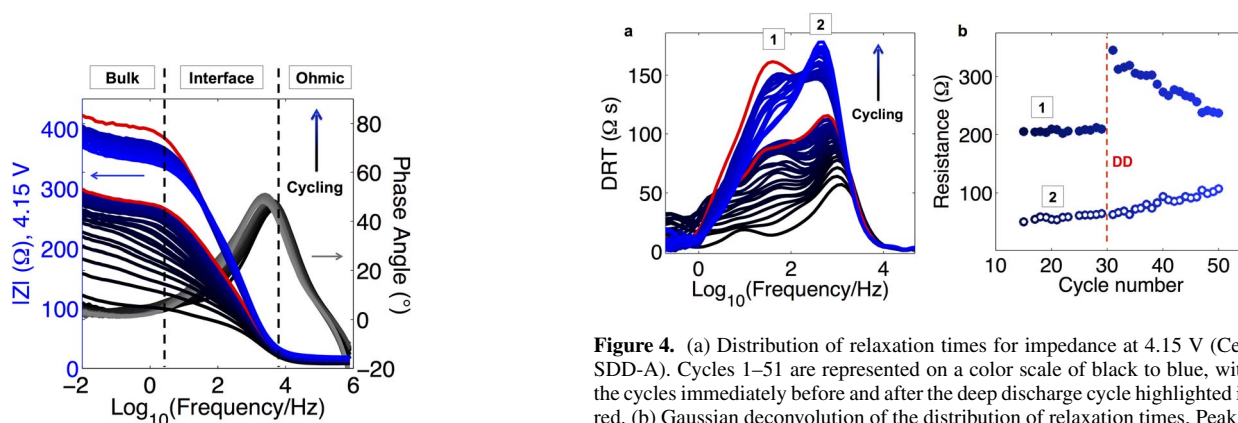 Bulk Interface Ohmic
400
300
200
100
0
|Z| (Ω), 4.15 V
Cycling
80
60
40
20
0
−20
Phase Angle (°)
−2 0 2 4 6
Log10(Frequency/Hz)
a
1 2
150
100
50
0
DRT (Ω s)
Cycling
0 2 4
Log10(Frequency/Hz)
b
300
200
100
Resistance (Ω)
1
DD
2
10 20 30 40 50
Cycle number
Figure 4. (a) Distribution of relaxation times for impedance at 4.15 V (Ce
SDD-A). Cycles 1–51 are represented on a color scale of black to blue, wit
the cycles immediately before and after the deep discharge cycle highlighted i
red. (b) Gaussian deconvolution of the distribution of relaxation times. Peak